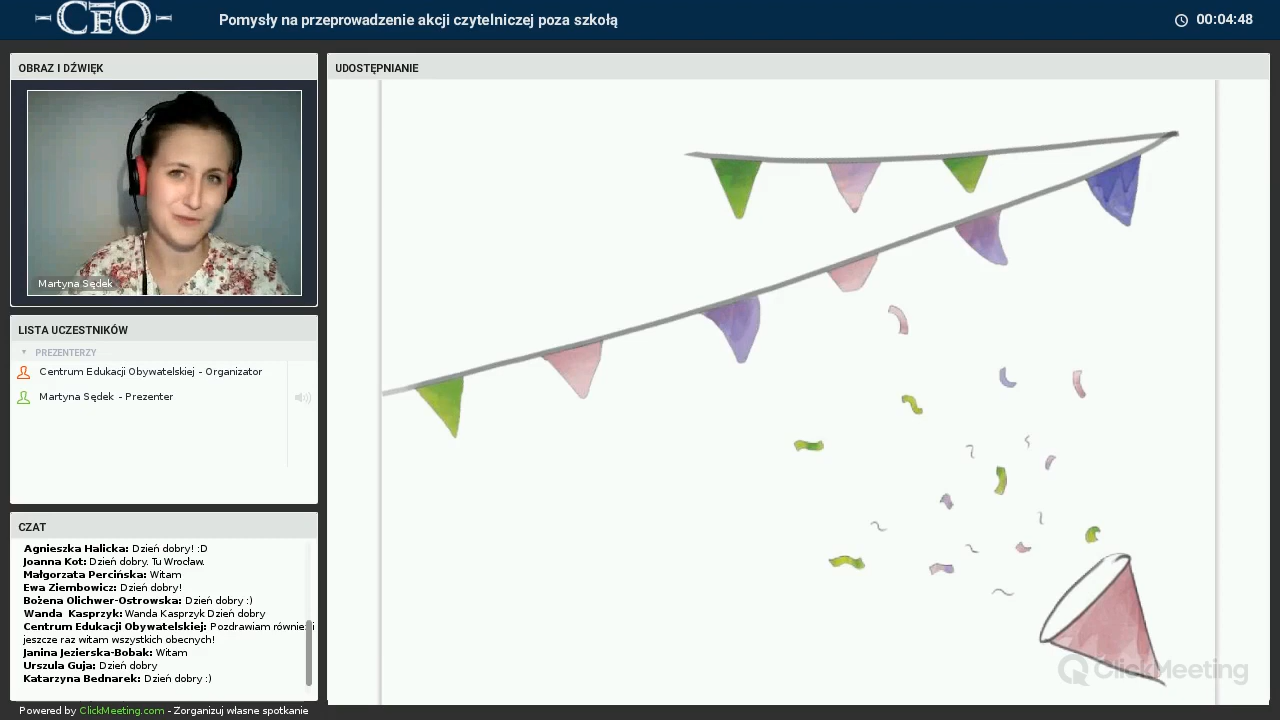 CEO
Pomysły na przeprowadzenie akcji czytelniczej poza szkołą
00:04:48
OBRAZ I DŹWIĘK
Martyna Sędek
LISTA UCZESTNIKÓW
PREZENTERZY
Centrum Edukacji Obywatelskiej - Organizator
Martyna Sędek - Prezenter
CZAT
Agnieszka Halicka: Dzień dobry! :D
Joanna Kot: Dzień dobry. Tu Wrocław.
Małgorzata Percińska: Witam
Ewa Ziembowicz: Dzień dobry!
Bożena Olichwer-Ostrowska: Dzień dobry :)
Wanda Kasprzyk: Wanda Kasprzyk Dzień dobry
Centrum Edukacji Obywatelskiej: Pozdrawiam również i
jeszcze raz witam wszystkich obecnych!
Janina Jezierska-Bobak: Witam
Urszula Guja: Dzień dobry
Katarzyna Bednarek: Dzień dobry :)
Powered by ClickMeeting.com - Zorganizuj własne spotkanie
UDOSTĘPNIANIE
ClickMeeting